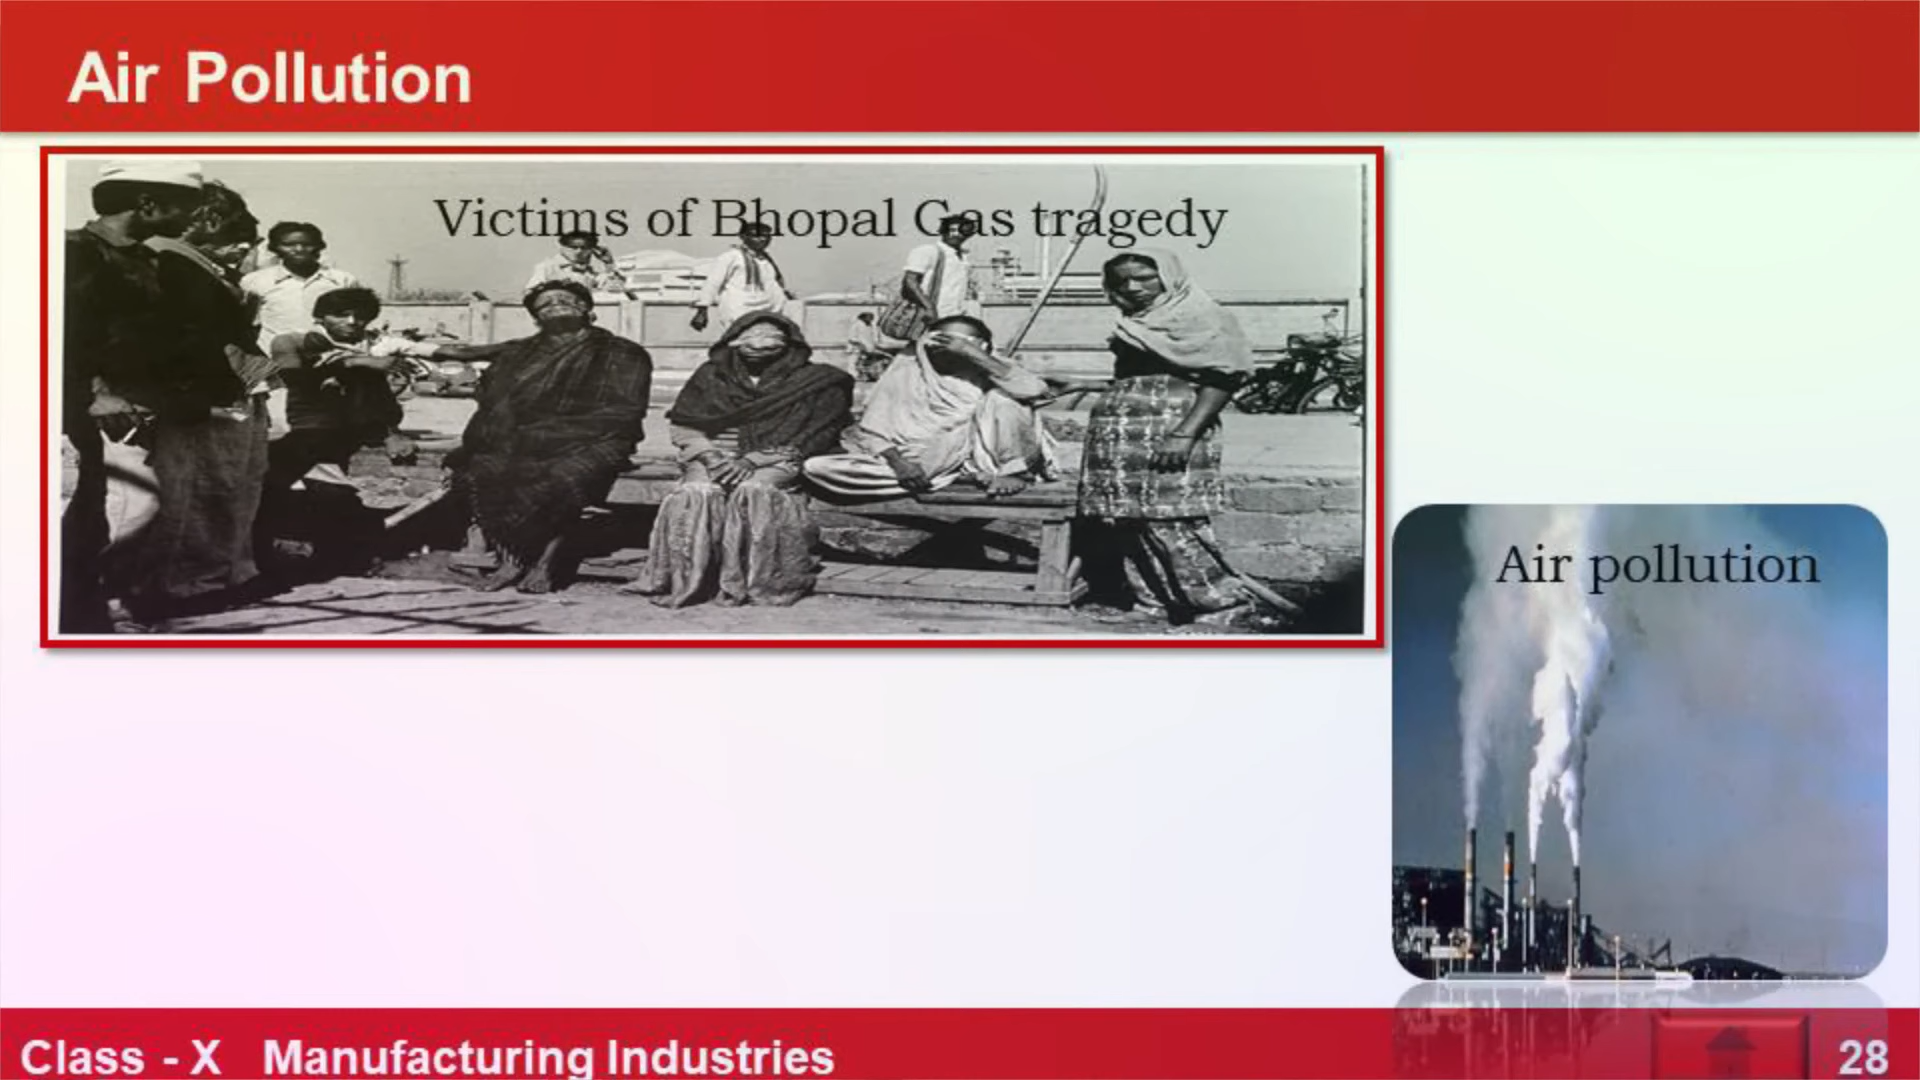 Air Pollution
Victims of Bhopal Gas tragedy
Air pollution
Class - X Manufacturing Industries
28